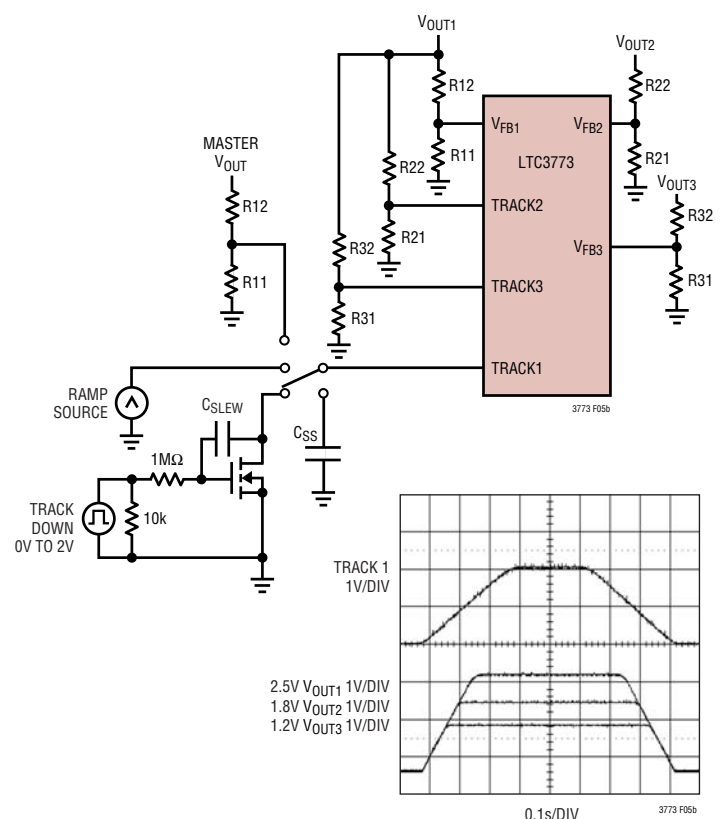 VOUT1
R12
VFB1
R11
R22
R21
TRACK2
R32
R31
TRACK3
TRACK1
LTC3773
VFB2
VOUT2
R22
R21
VFB3
VOUT3
R32
R31
3773 F05b
MASTER
VOUT
R12
R11
RAMP
SOURCE
CSLEW
CSS
1MΩ
10k
TRACK
DOWN
0V TO 2V
TRACK 1
1V/DIV
2.5V VOUT1 1V/DIV
1.8V VOUT2 1V/DIV
1.2V VOUT3 1V/DIV
0.1s/DIV
3773 F05b